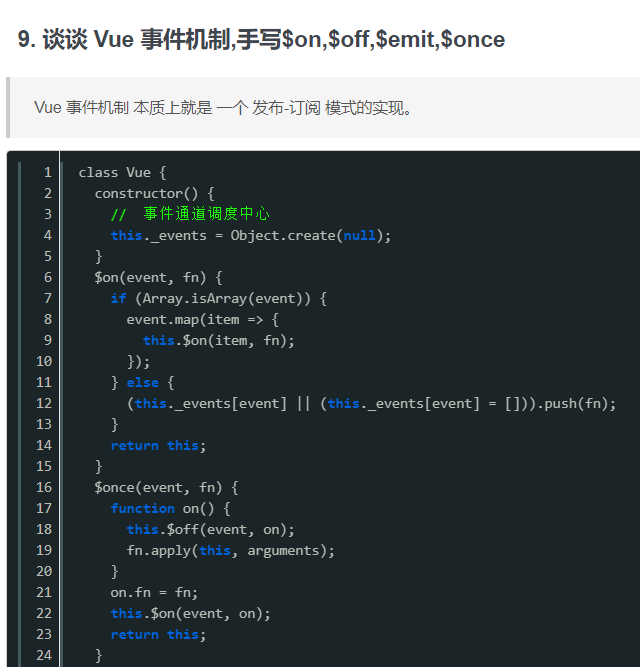 9. 谈谈 Vue 事件机制,手写$on,$off,$emit,$once
Vue 事件机制 本质上就是 一个 发布-订阅 模式的实现。
1 class Vue {
2 constructor() {
3 //  事件通道调度中心
4 this._events = Object.create(null);
5 }
6 $on(event, fn) {
7 if (Array.isArray(event)) {
8 event.map(item => {
9 this.$on(item, fn);
10 });
11 } else {
12 (this._events[event] || (this._events[event] = [])).push(fn);
13 }
14 return this;
15 }
16 $once(event, fn) {
17 function on() {
18 this.$off(event, on);
19 fn.apply(this, arguments);
20 }
21 on.fn = fn;
22 this.$on(event, on);
23 return this;
24 }